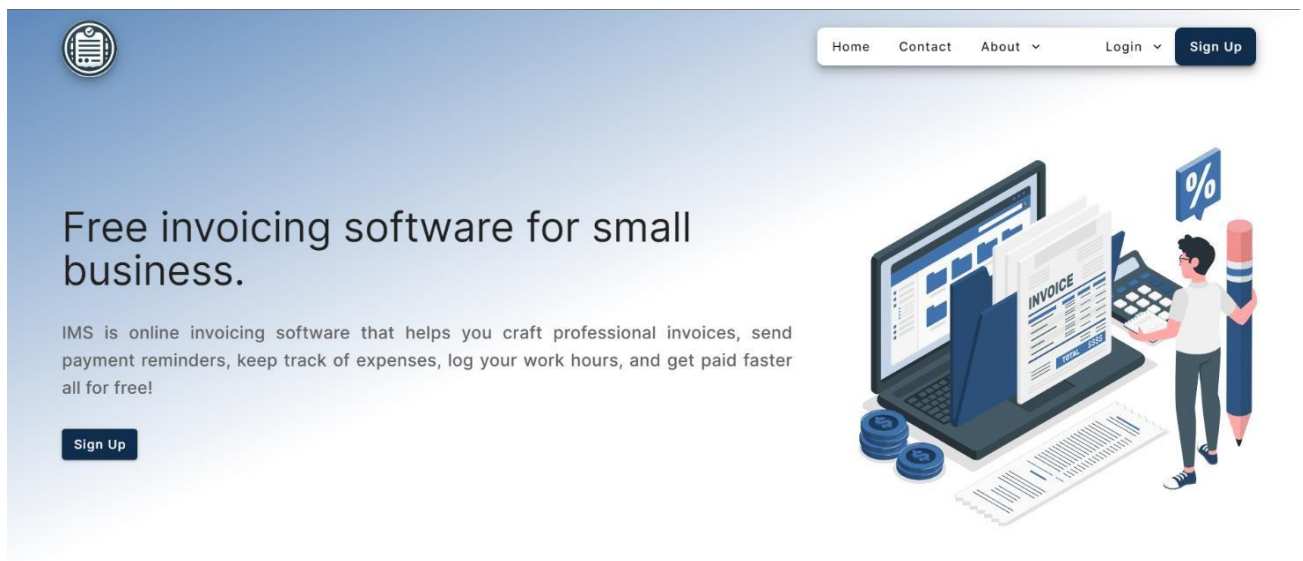 Home Contact About Login Sign Up
Free invoicing software for small
business.
IMS is online invoicing software that helps you craft professional invoices, send
payment reminders, keep track of expenses, log your work hours, and get paid faster
all for free!
Sign Up
%
INVOICE
TOTAL $$$$